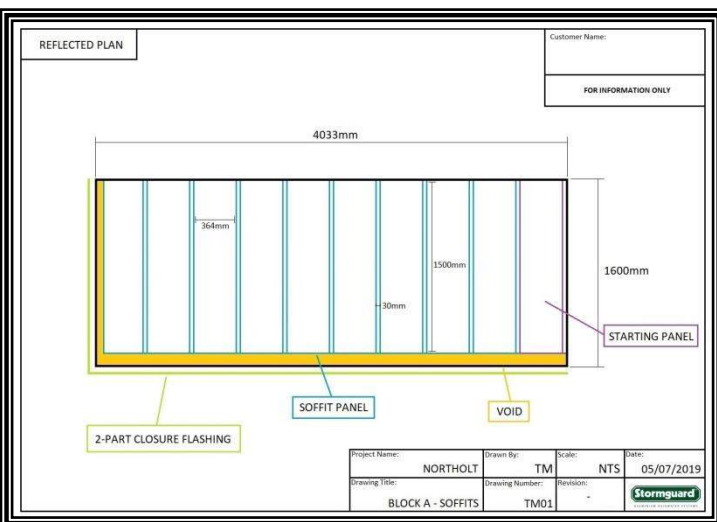 REFLECTED PLAN
Customer Name:
FOR INFORMATION ONLY
4033mm
364mm
1500mm
1600mm
30mm
STARTING PANEL
SOFFIT PANEL
VOID
2-PART CLOSURE FLASHING
Project Name:
NORTHOLT
Drawn By:
TM
Scale:
NTS
Date:
05/07/2019
Drawing Title:
BLOCK A - SOFFITS
Drawing Number:
TM01
Revision:
-
Stormguard